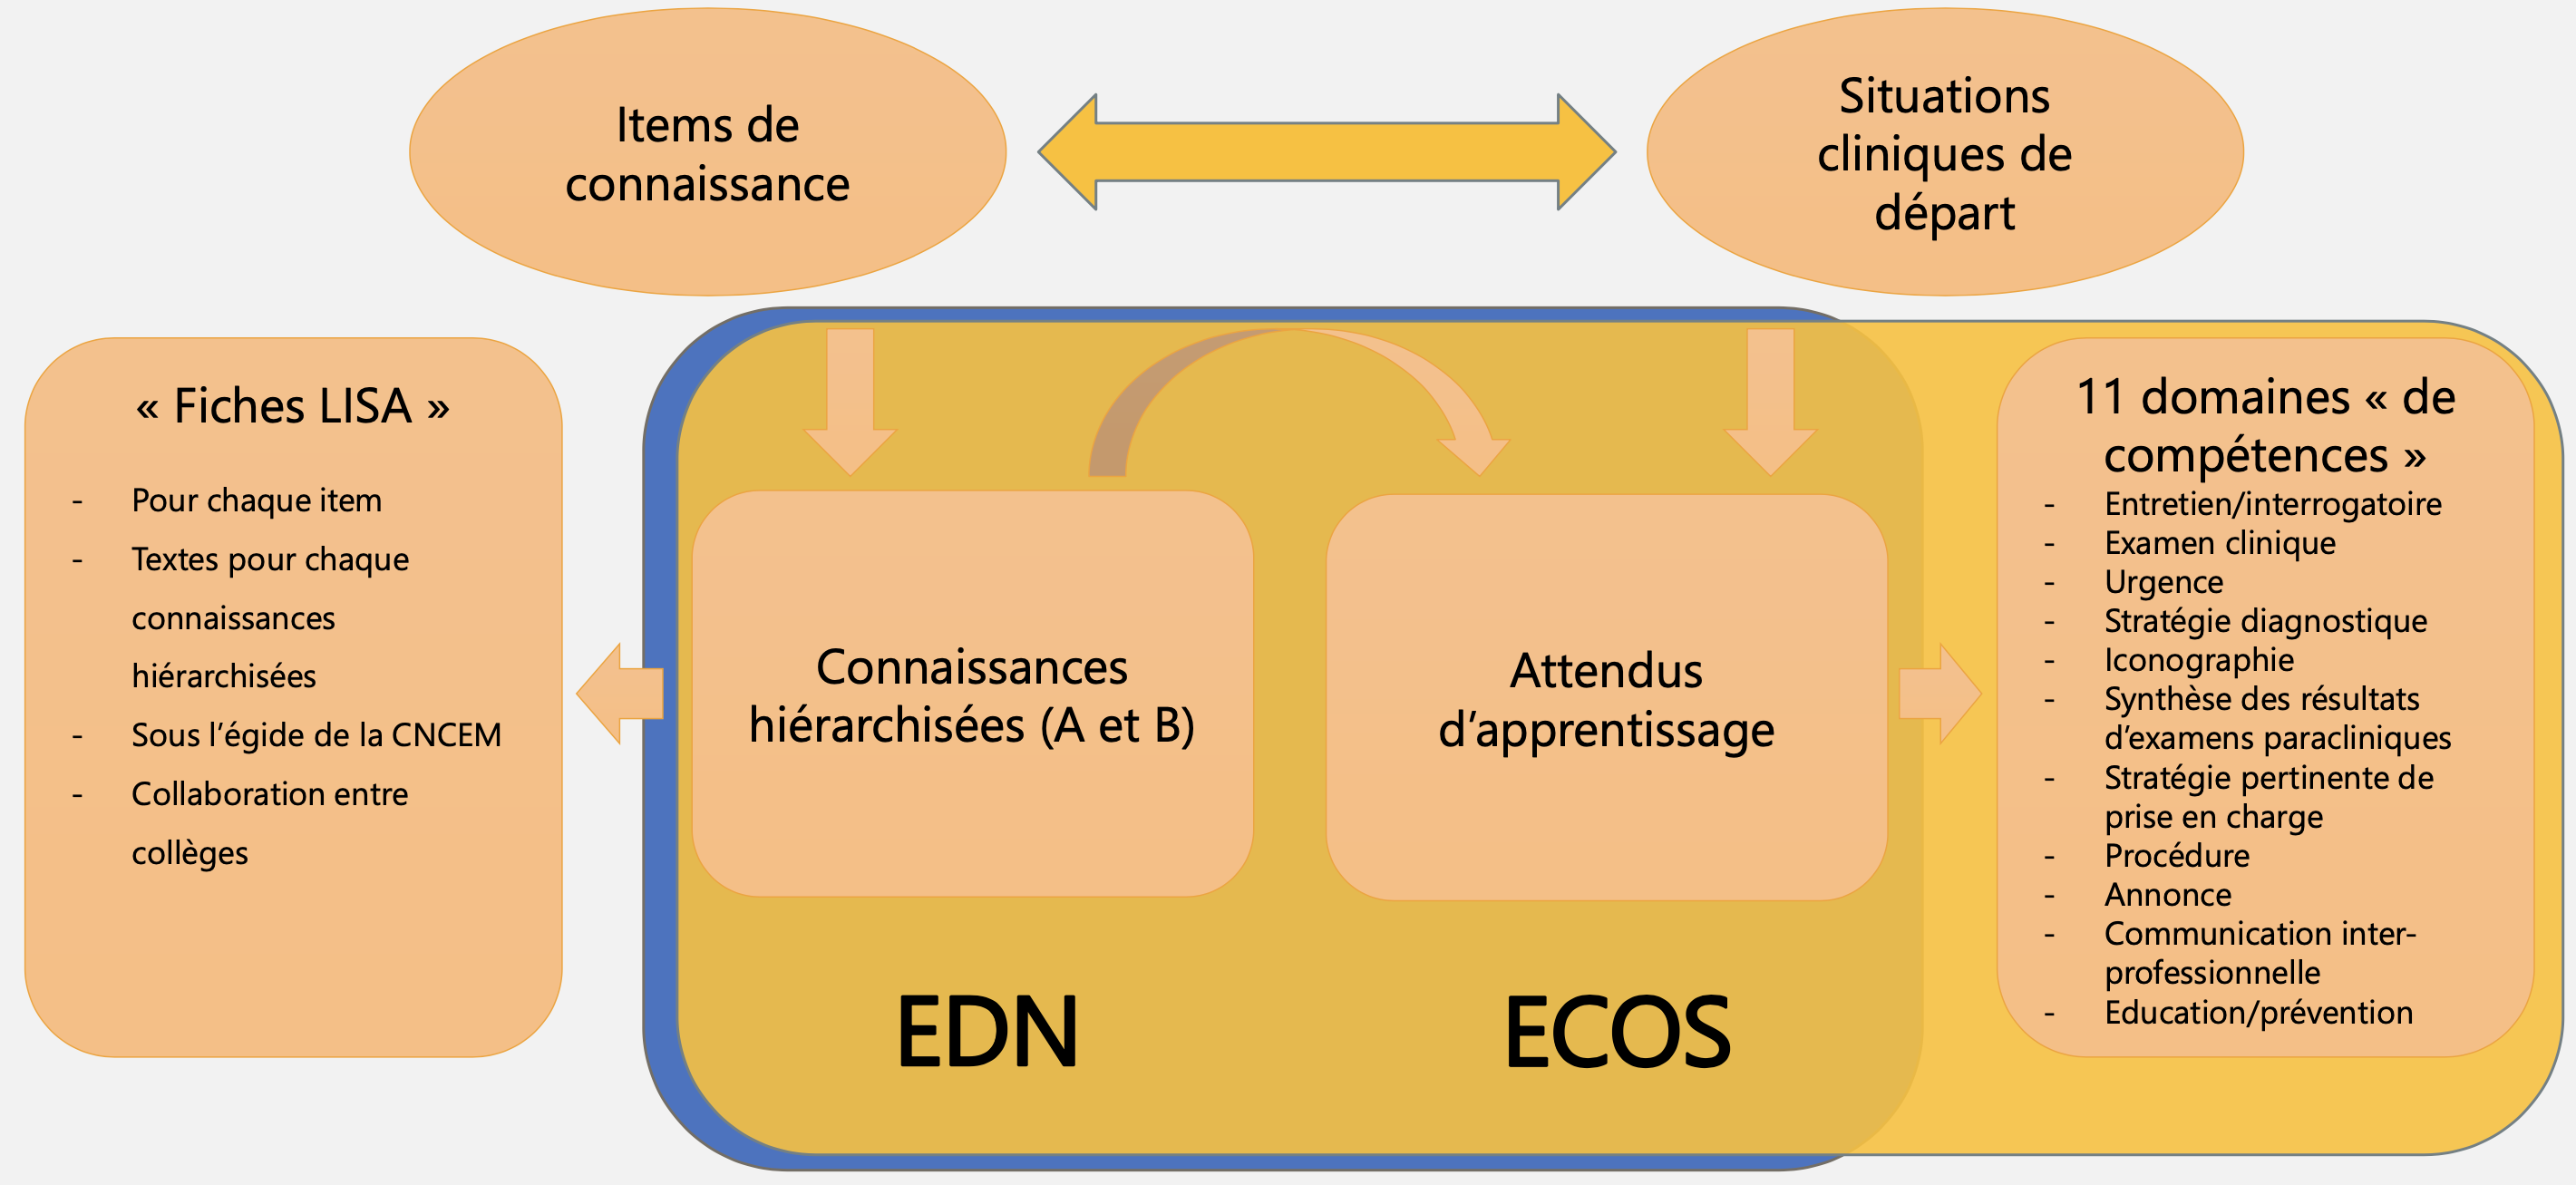 Items de
connaissance
Situations
cliniques de
départ
« Fiches LISA »
- Pour chaque item
- Textes pour chaque
connaissances
hiérarchisées
- Sous l’égide de la CNCEM
- Collaboration entre
collèges
Connaissances
hiérarchisées (A et B)
EDN
Attendus
d’apprentissage
ECOS
11 domaines « de
compétences »
- Entretien/interrogatoire
- Examen clinique
- Urgence
- Stratégie diagnostique
- Iconographie
- Synthèse des résultats
d’examens paracliniques
- Stratégie pertinente de
prise en charge
- Procédure
- Annonce
- Communication inter-
professionnelle
- Education/prévention